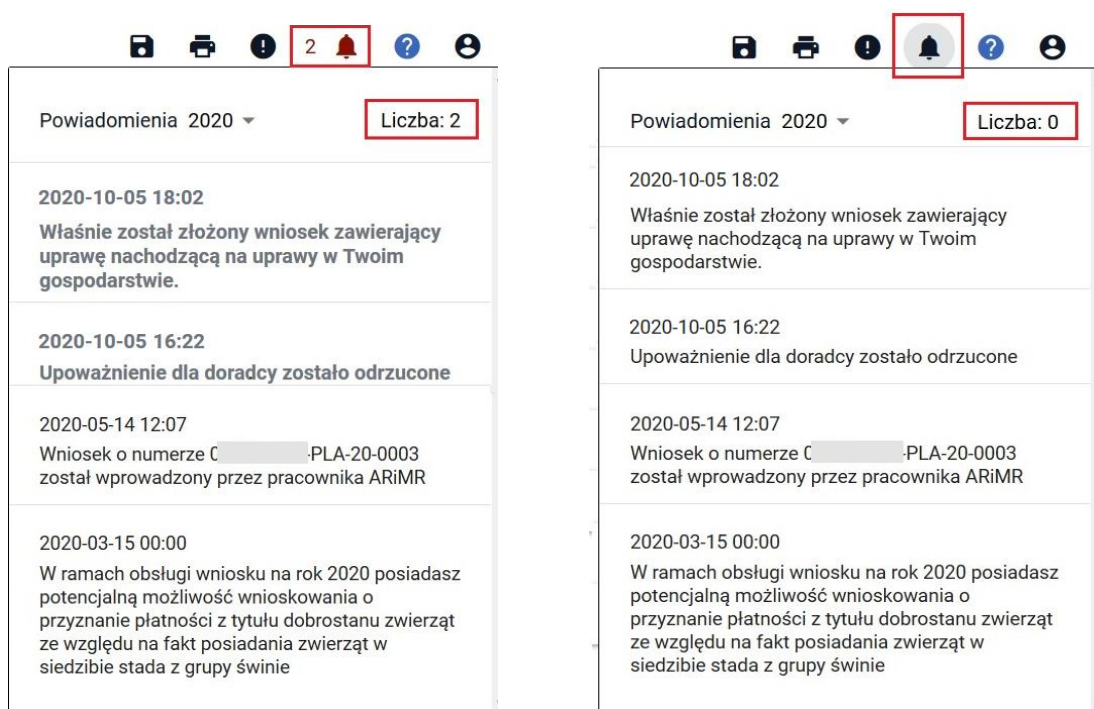 2
Powiadomienia 2020
Liczba: 2
2020-10-05 18:02
Właśnie został złożony wniosek zawierający
uprawę nachodzącą na uprawy w Twoim
gospodarstwie.
2020-10-05 16:22
Upoważnienie dla doradcy zostało odrzucone
2020-05-14 12:07
Wniosek o numerze 0 -PLA-20-0003
został wprowadzony przez pracownika ARiMR
2020-03-15 00:00
W ramach obsługi wniosku na rok 2020 posiadasz
potencjalną możliwość wnioskowania o
przyznanie płatności z tytułu dobrostanu zwierząt
ze względu na fakt posiadania zwierząt w
siedzibie stada z grupy świnie
Powiadomienia 2020
Liczba: 0
2020-10-05 18:02
Właśnie został złożony wniosek zawierający
uprawę nachodzącą na uprawy w Twoim
gospodarstwie.
2020-10-05 16:22
Upoważnienie dla doradcy zostało odrzucone
2020-05-14 12:07
Wniosek o numerze 0 -PLA-20-0003
został wprowadzony przez pracownika ARiMR
2020-03-15 00:00
W ramach obsługi wniosku na rok 2020 posiadasz
potencjalną możliwość wnioskowania o
przyznanie płatności z tytułu dobrostanu zwierząt
ze względu na fakt posiadania zwierząt w
siedzibie stada z grupy świnie